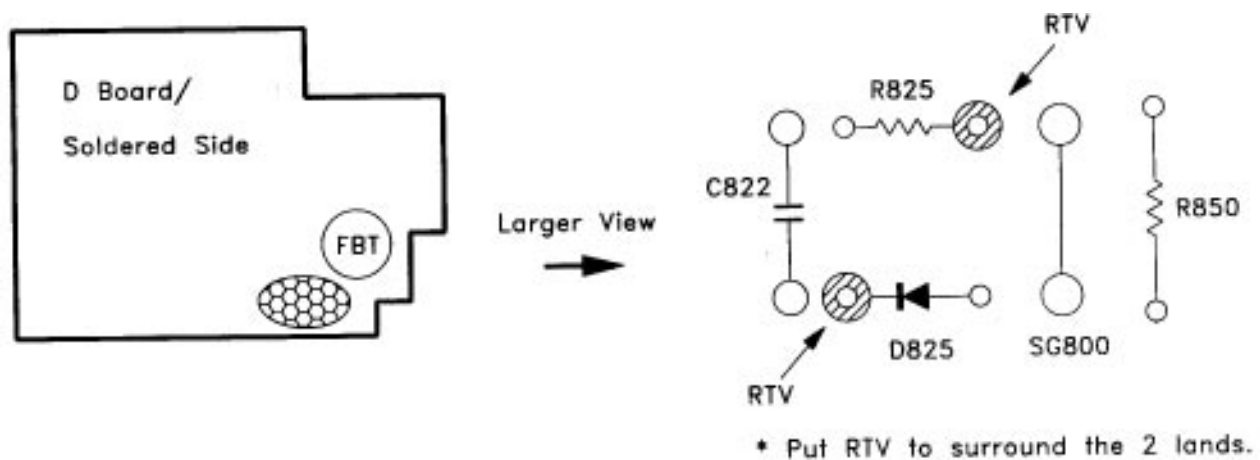 D Board/
Soldered Side
FBT
Larger View
RTV
R825
C822
R850
D825
SG800
RTV
* Put RTV to surround the 2 lands.